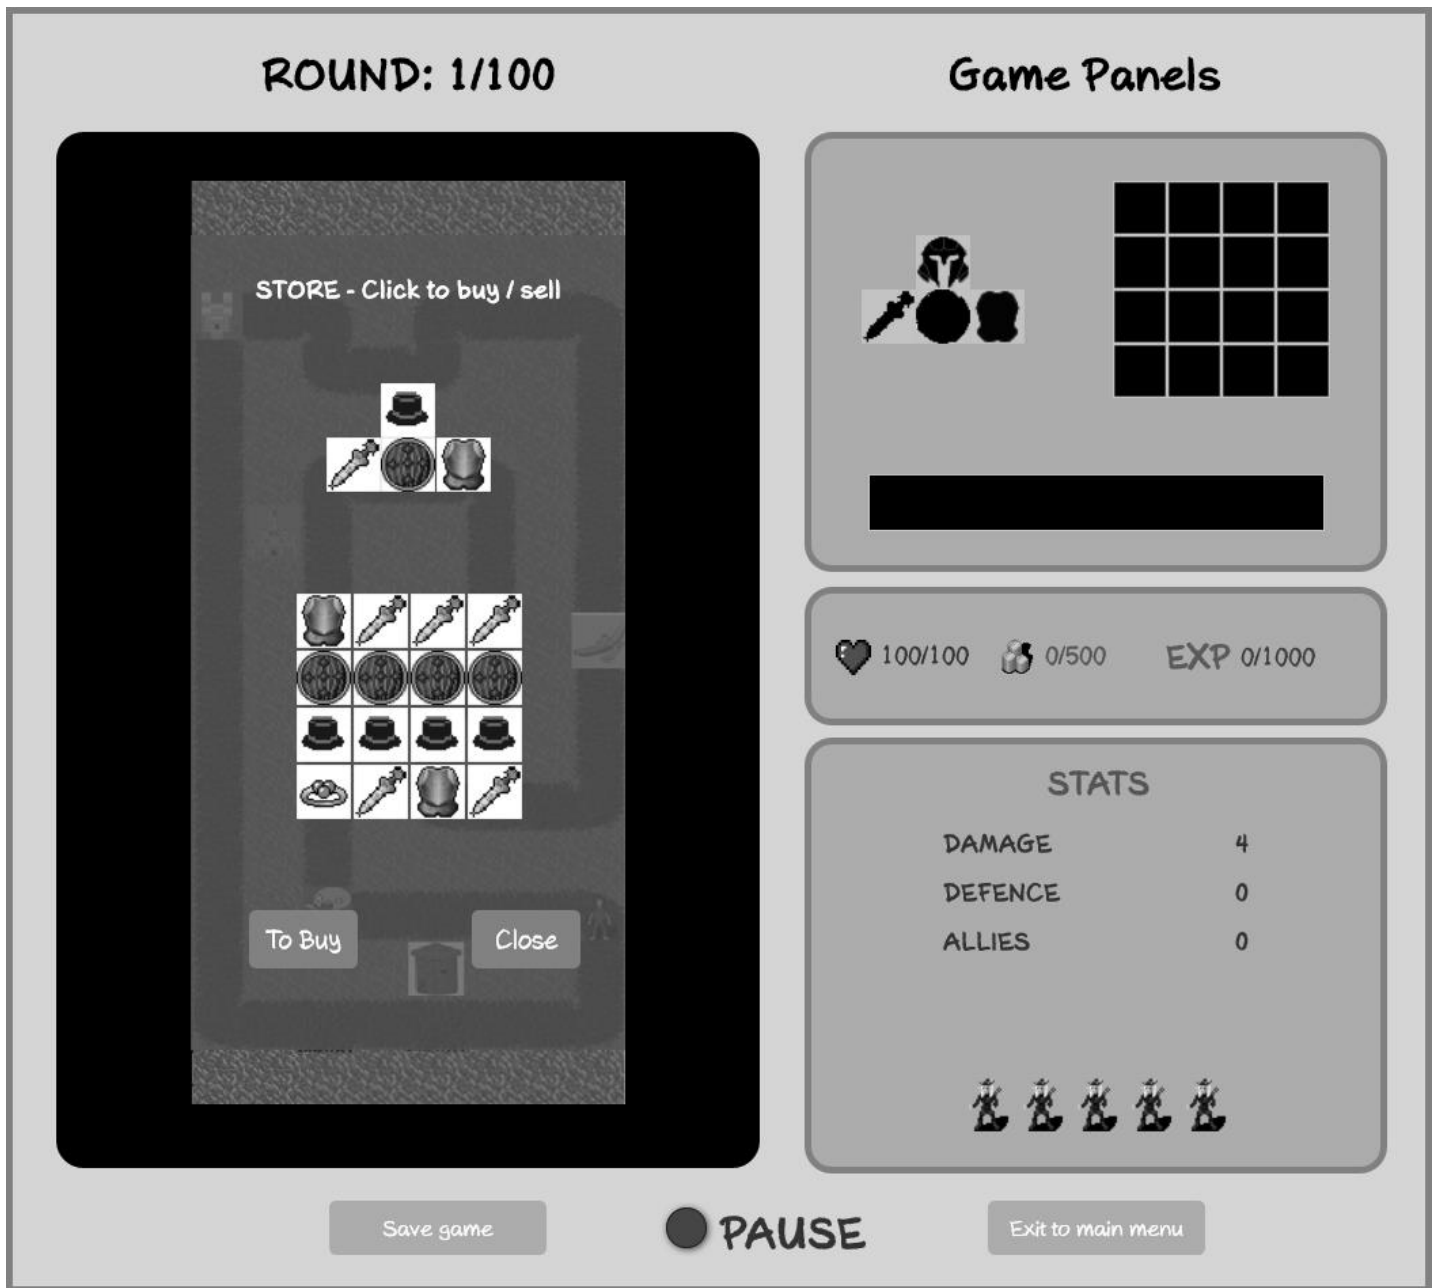 ROUND: 1/100
Game Panels
STORE - Click to buy / sell
To Buy
Close
100/100
0/500
EXP 0/1000
STATS
DAMAGE 4
DEFENCE 0
ALLIES 0
Save game
PAUSE
Exit to main menu